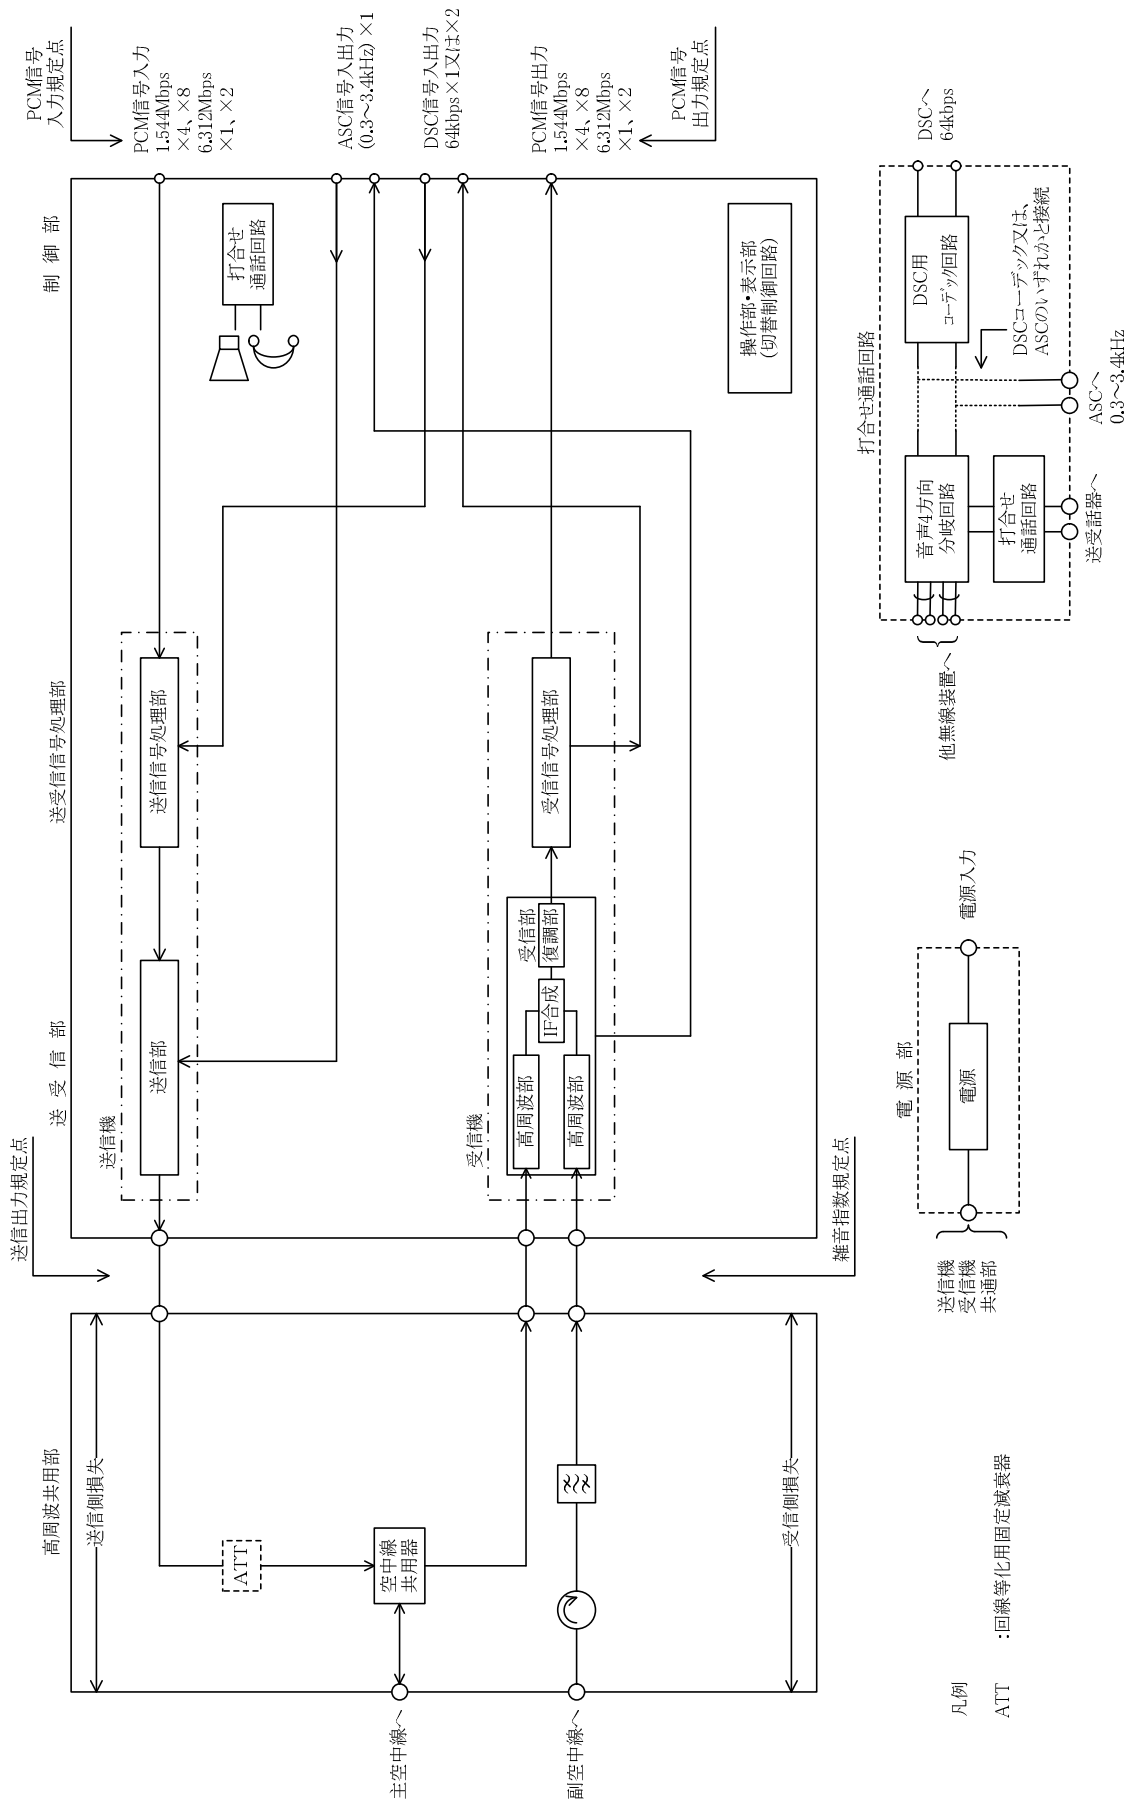 高周波共用部
送信側損失
ATT
空中線
共用器
受信側損失
主空中線へ
副空中線へ
送信出力規定点
雑音指数規定点
送受信部
送受信信号処理部
制御部
送信機
送信部
送信信号処理部
受信機
高周波部
高周波部
IF合成
受信部
復調部
受信信号処理部
打合せ
通話回路
操作部・表示部
(切替制御回路)
PCM信号
入力規定点
PCM信号入力
1.544Mbps
×4、×8
6.312Mbps
×1、×2
ASC信号入出力
(0.3〜3.4kHz)×1
DSC信号入出力
64kbps×1又は×2
PCM信号出力
1.544Mbps
×4、×8
6.312Mbps
×1、×2
PCM信号
出力規定点
凡例
ATT
:回線等化用固定減衰器
電源部
電源
送信機
受信機
共通部
電源入力
打合せ通話回路
他無線装置へ
音声4方向
分岐回路
打合せ
通話回路
送受話器へ
DSC用
コーデック回路
DSCコーデック又は、
ASCのいずれかと接続
ASCへ
0.3〜3.4kHz
DSCへ
64kbps